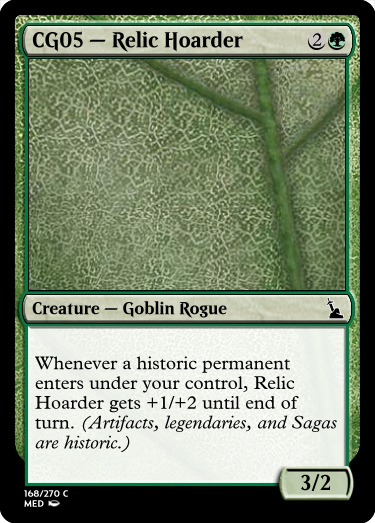 CG05 — Relic Hoarder
2
Creature — Goblin Rogue
Whenever a historic permanent
enters under your control, Relic
Hoarder gets +1/+2 until end of
turn. (Artifacts, legendaries, and Sagas
are historic.)
3/2
168/270 C
MED